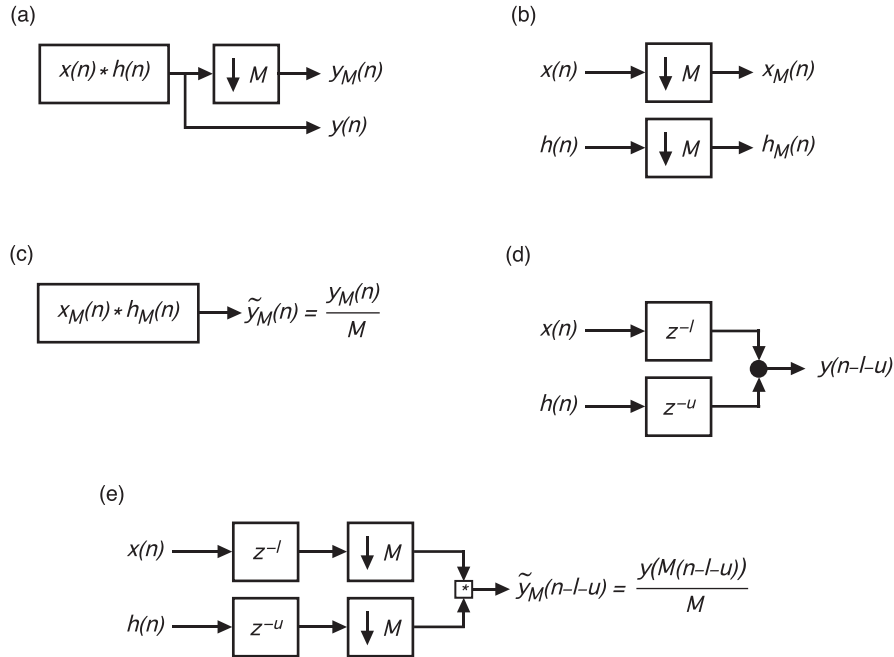 (a)
x(n) * h(n)
↓ M
y_M(n)
y(n)
(b)
x(n)
↓ M
x_M(n)
h(n)
↓ M
h_M(n)
(c)
x_M(n) * h_M(n)
ỹ_M(n) = y_M(n) / M
(d)
x(n)
z^{-l}
h(n)
z^{-u}
y(n-l-u)
(e)
x(n)
z^{-l}
↓ M
h(n)
z^{-u}
↓ M
*
ỹ_M(n-l-u) = y(M(n-l-u)) / M